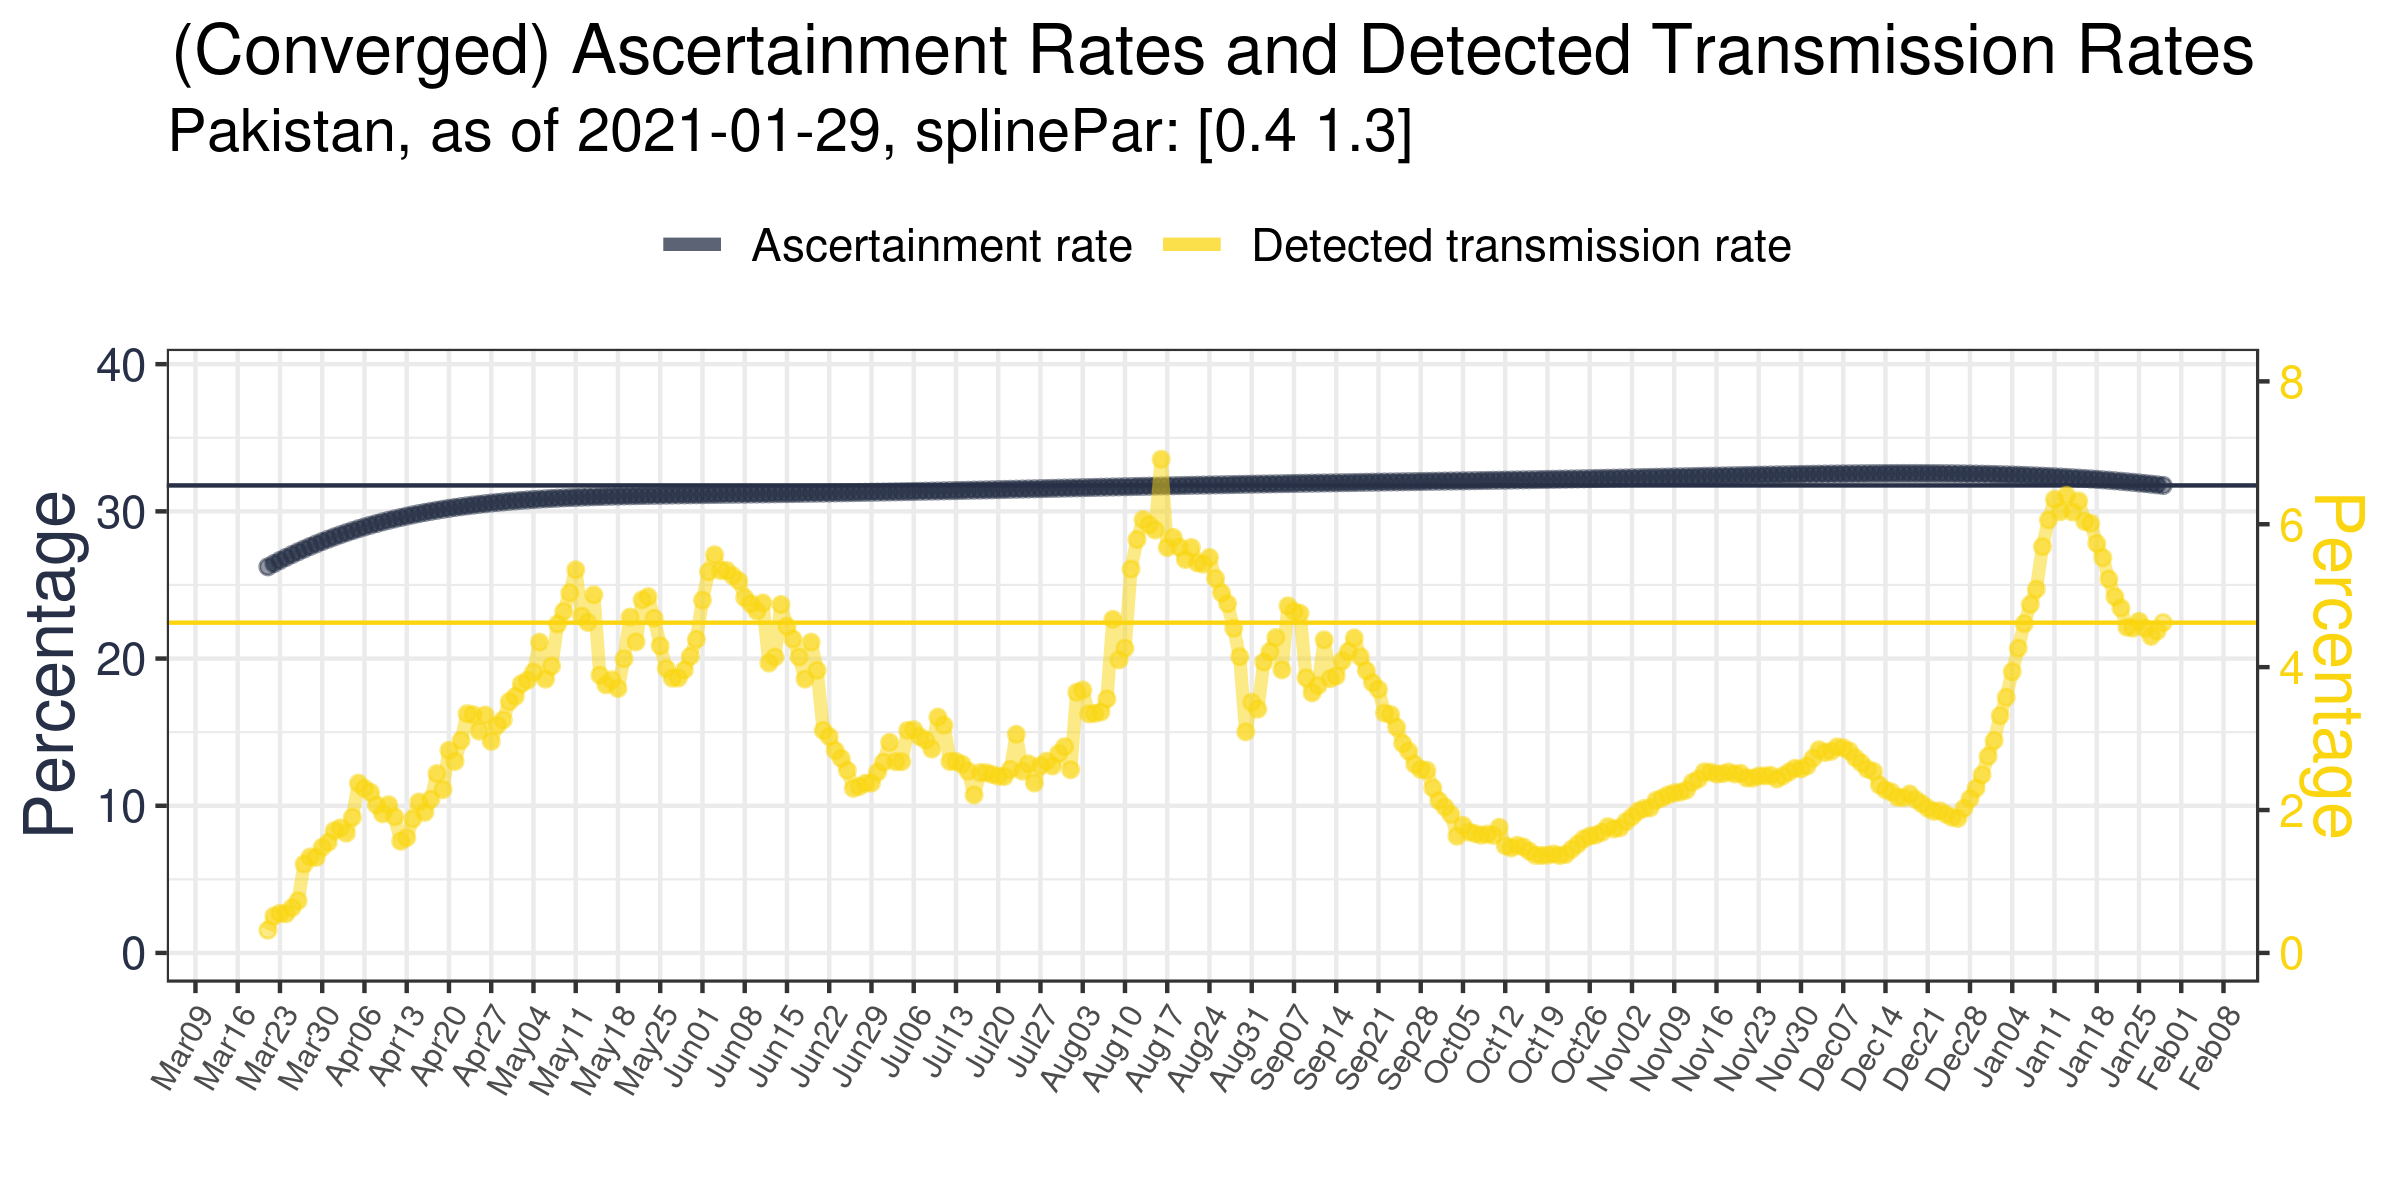 (Converged) Ascertainment Rates and Detected Transmission Rates
Pakistan, as of 2021-01-29, splinePar: [0.4 1.3]
Ascertainment rate Detected transmission rate
Percentage
40
30
20
10
0
8
6
4
2
0
Percentage
Mar09 Mar16 Mar23 Mar30 Apr06 Apr13 Apr20 Apr27 May04 May11 May18 May25 Jun01 Jun08 Jun15 Jun22 Jun29 Jul06 Jul13 Jul20 Jul27 Aug03 Aug10 Aug17 Aug24 Aug31 Sep07 Sep14 Sep21 Sep28 Oct05 Oct12 Oct19 Oct26 Nov02 Nov09 Nov16 Nov23 Nov30 Dec07 Dec14 Dec21 Dec28 Jan04 Jan11 Jan18 Jan25 Feb01 Feb08